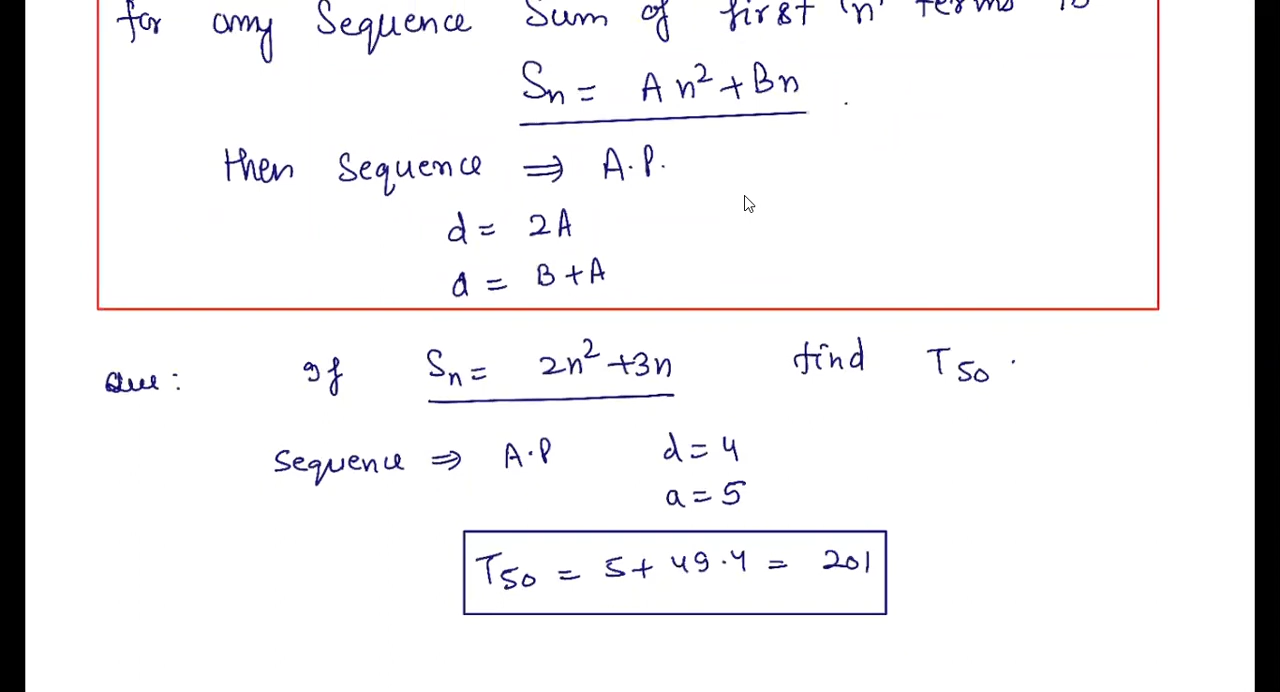 for any Sequence Sum of first 'n' terms is
Sn = An² + Bn
then sequence ⇒ A.P.
d = 2A
a = B + A
Que : If Sn = 2n² + 3n find T50 .
Sequence ⇒ A.P d = 4
a = 5
T50 = 5 + 49.4 = 201